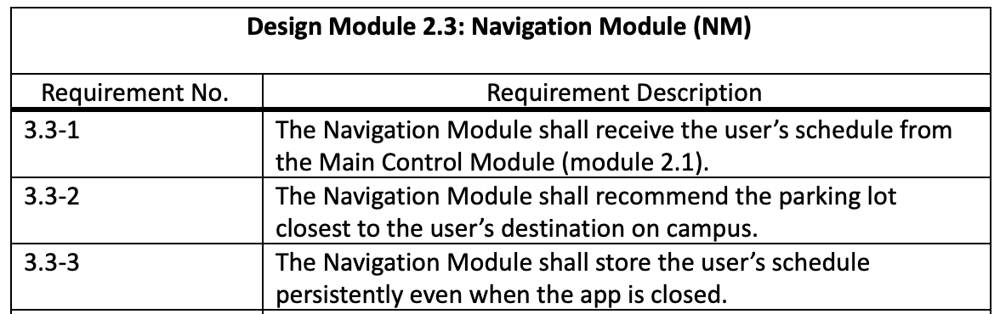 Design Module 2.3: Navigation Module (NM)
Requirement No.
Requirement Description
3.3-1
The Navigation Module shall receive the user’s schedule from
the Main Control Module (module 2.1).
3.3-2
The Navigation Module shall recommend the parking lot
closest to the user’s destination on campus.
3.3-3
The Navigation Module shall store the user’s schedule
persistently even when the app is closed.